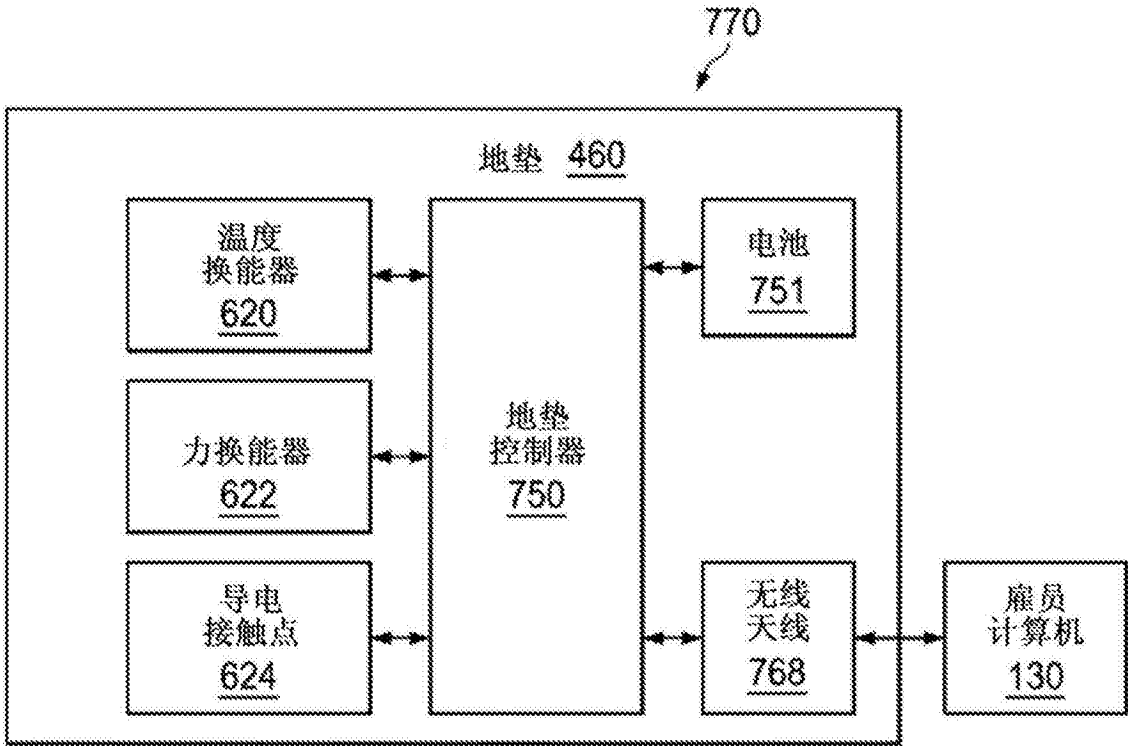 770
地垫 460
温度
换能器
620
力换能器
622
导电
接触点
624
地垫
控制器
750
电池
751
无线
天线
768
雇员
计算机
130